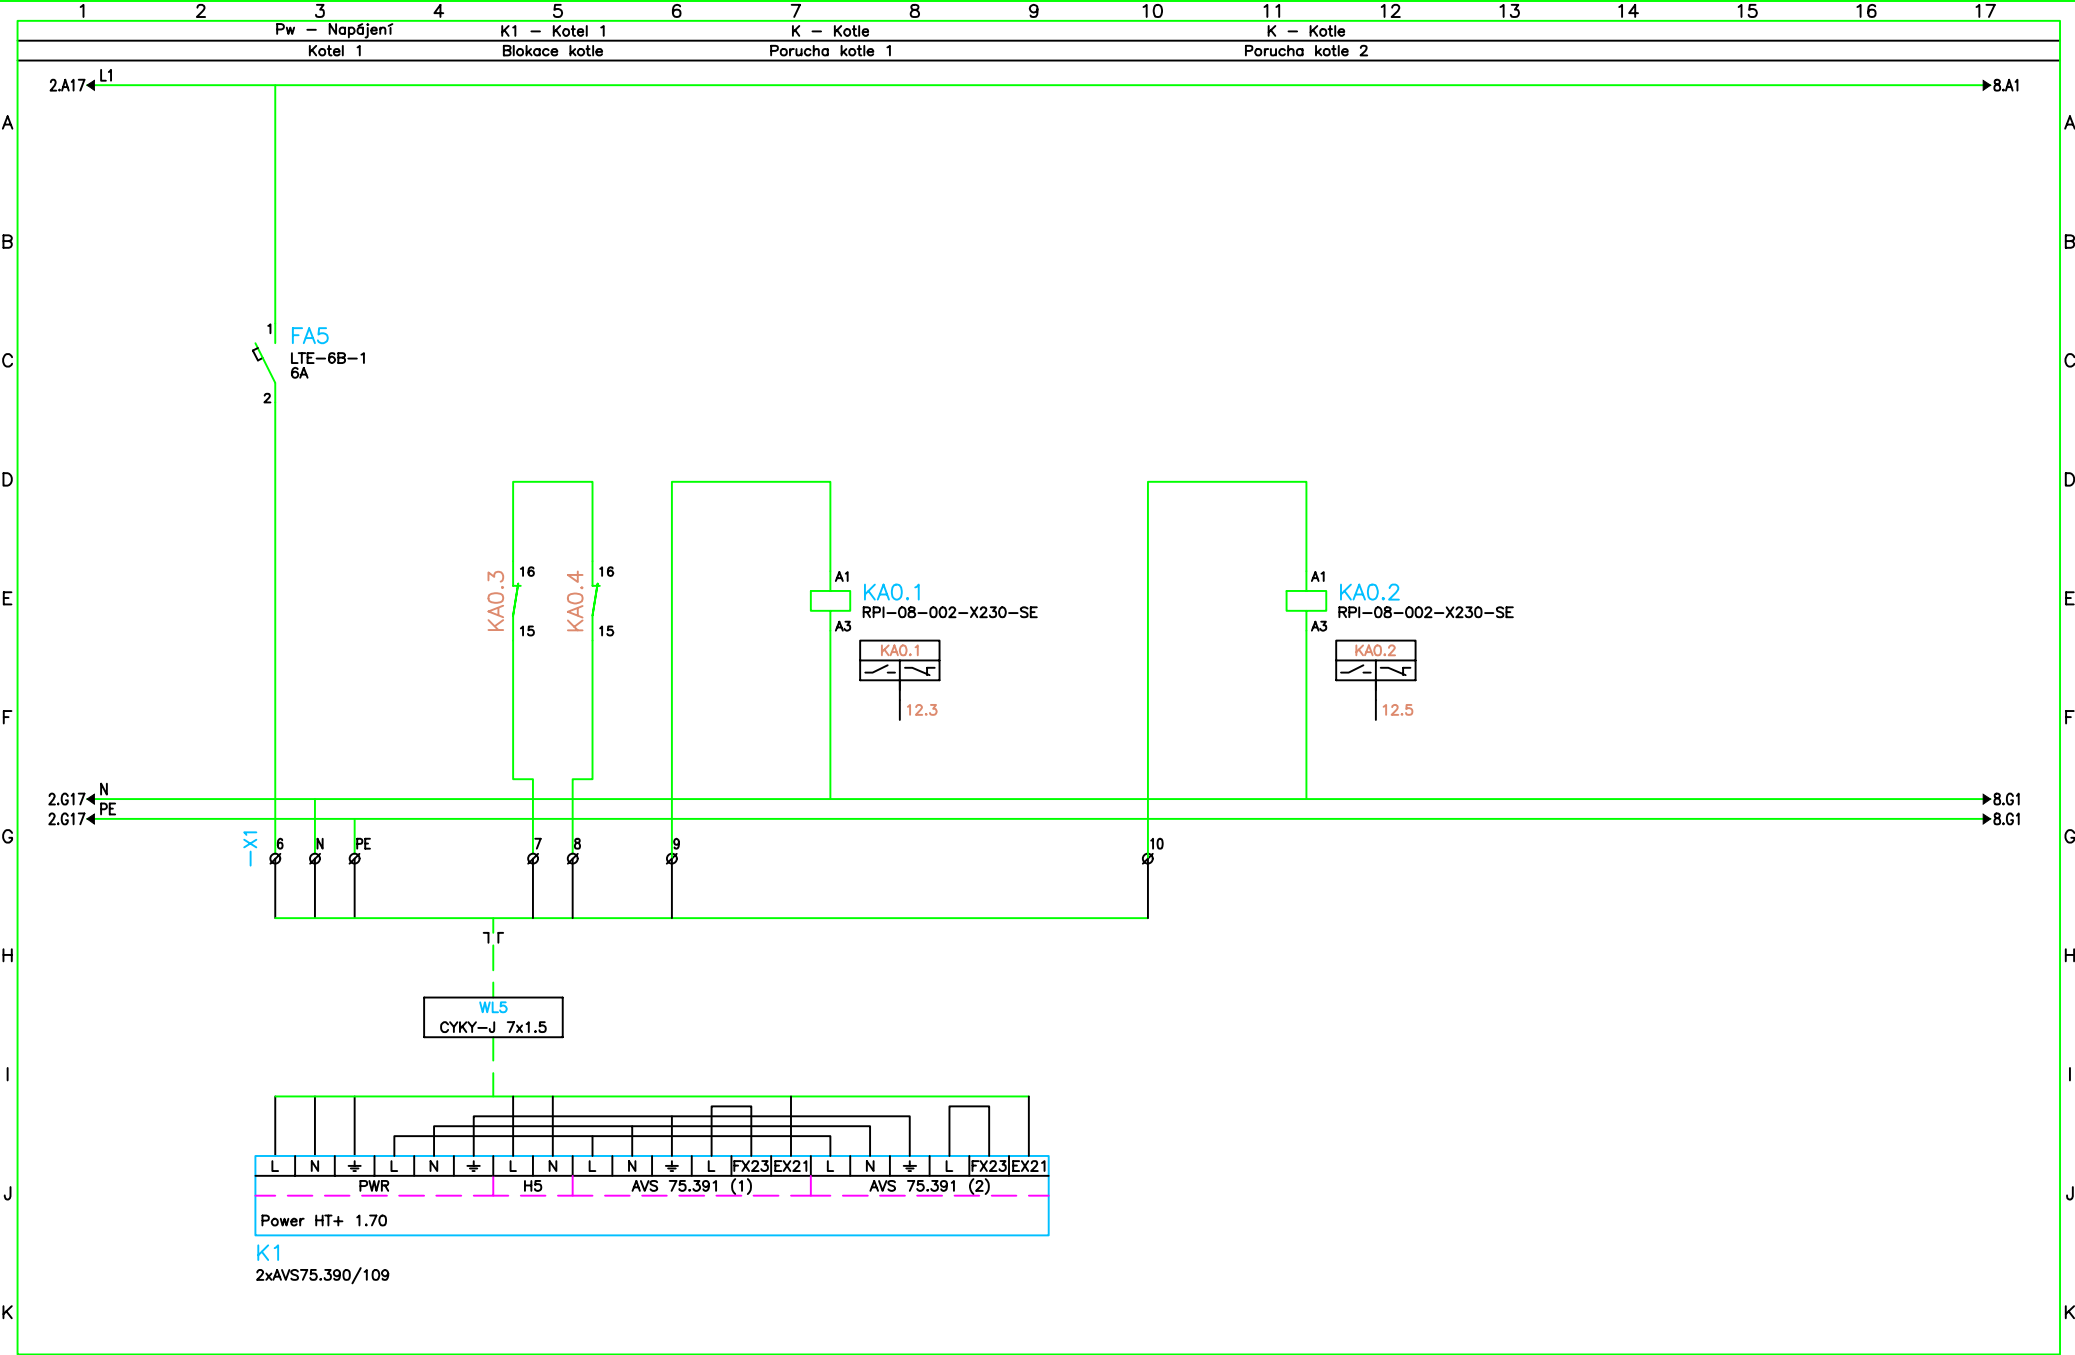 1 2 3 4 5 6 7 8 9 10 11 12 13 14 15 16 17
Pw – Napájení K1 – Kotel 1 K – Kotle K – Kotle
Kotel 1 Blokace kotle Porucha kotle 1 Porucha kotle 2
L1
2.A17 8.A1
A A
B B
1 FA5
C LTE–6B–1 C
6A
2
D D
16 16 A1 A1
KA0.3 KA0.4 KA0.1 KA0.2
E RPI–08–002–X230–SE RPI–08–002–X230–SE E
15 15 A3 A3
KA0.1 KA0.2
F 12.3 12.5 F
N
2.G17 8.G1
PE
2.G17 8.G1
G –X1 6 N PE 7 8 9 10 G
H H
WL5
CYKY–J 7x1.5
I I
L N L N L N L N L FX23 EX21 L N L FX23 EX21
J PWR H5 AVS 75.391 (1) AVS 75.391 (2) J
Power HT+ 1.70
K1
2xAVS75.390/109
K K